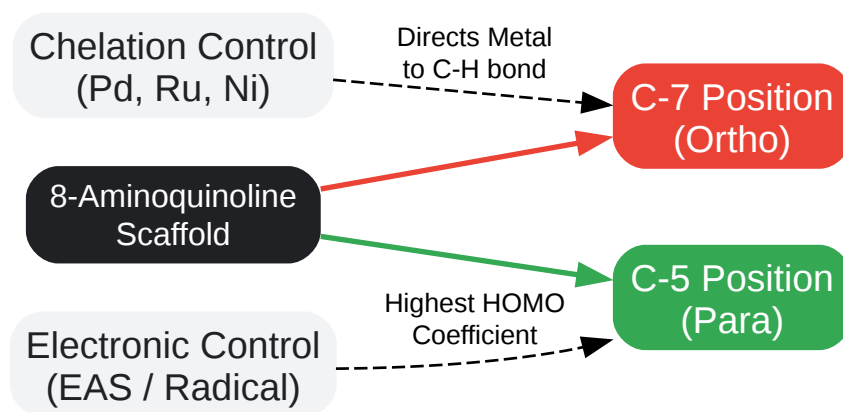 Chelation Control
(Pd, Ru, Ni)
Directs Metal
to C-H bond
C-7 Position
(Ortho)
8-Aminoquinoline
Scaffold
C-5 Position
(Para)
Highest HOMO
Coefficient
Electronic Control
(EAS / Radical)